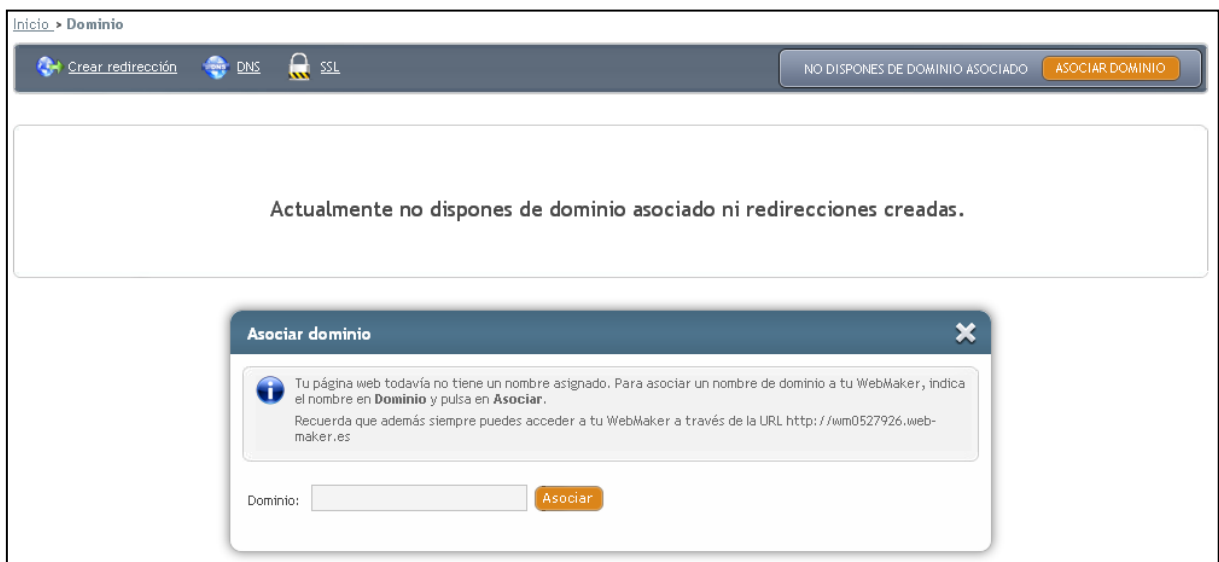 Inicio > Dominio
Crear redirección DNS SSL NO DISPONES DE DOMINIO ASOCIADO ASOCIAR DOMINIO
Actualmente no dispones de dominio asociado ni redirecciones creadas.
Asociar dominio
Tu página web todavía no tiene un nombre asignado. Para asociar un nombre de dominio a tu WebMaker, indica
el nombre en Dominio y pulsa en Asociar.
Recuerda que además siempre puedes acceder a tu WebMaker a través de la URL http://wm0527926.web-
maker.es
Dominio: Asociar